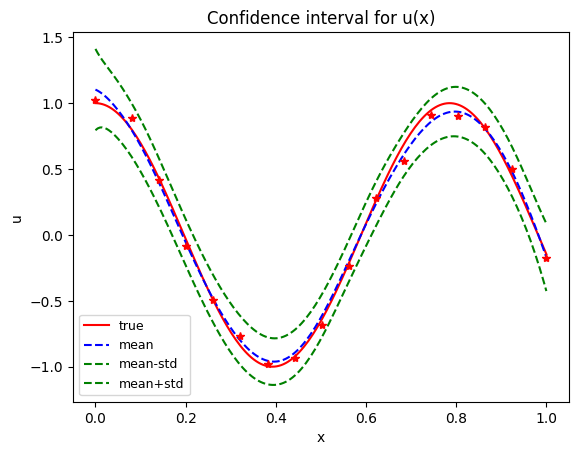 Confidence interval for u(x)
1.5
1.0
0.5
0.0
−0.5
−1.0
u
true
mean
mean-std
mean+std
0.0 0.2 0.4 0.6 0.8 1.0
x